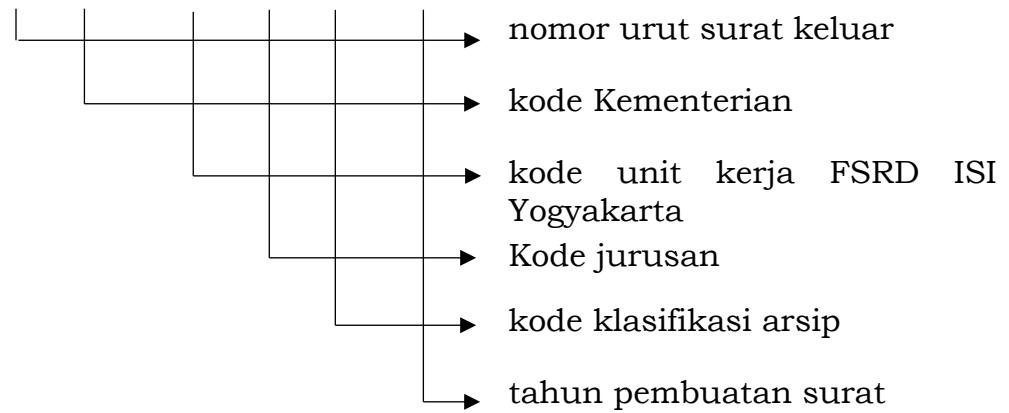 nomor urut surat keluar
kode Kementerian
kode unit kerja FSRD ISI
Yogyakarta
Kode jurusan
kode klasifikasi arsip
tahun pembuatan surat